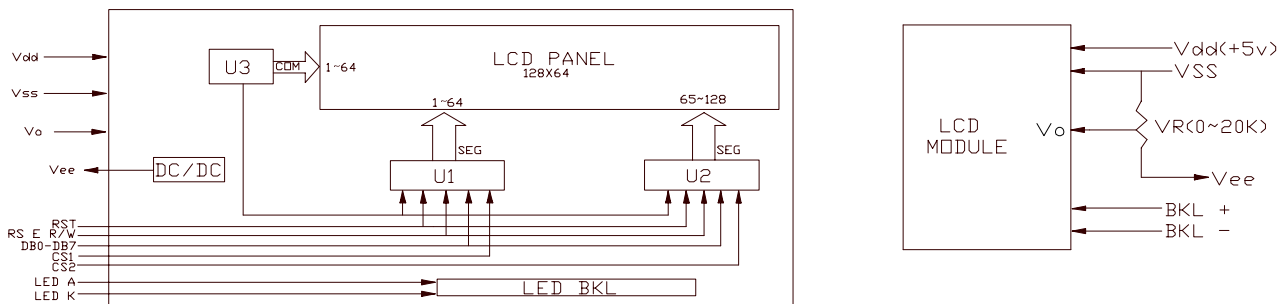 Vdd
Vss
Vo
Vee
DC/DC
U3
COM
1~64
LCD PANEL
128X64
1~64
65~128
SEG
SEG
U1
U2
RST
RS E R/W
DB0-DB7
CS1
CS2
LED A
LED K
LED BKL
LCD
MODULE
Vdd(+5v)
VSS
Vo
VR(0~20K)
Vee
BKL +
BKL -